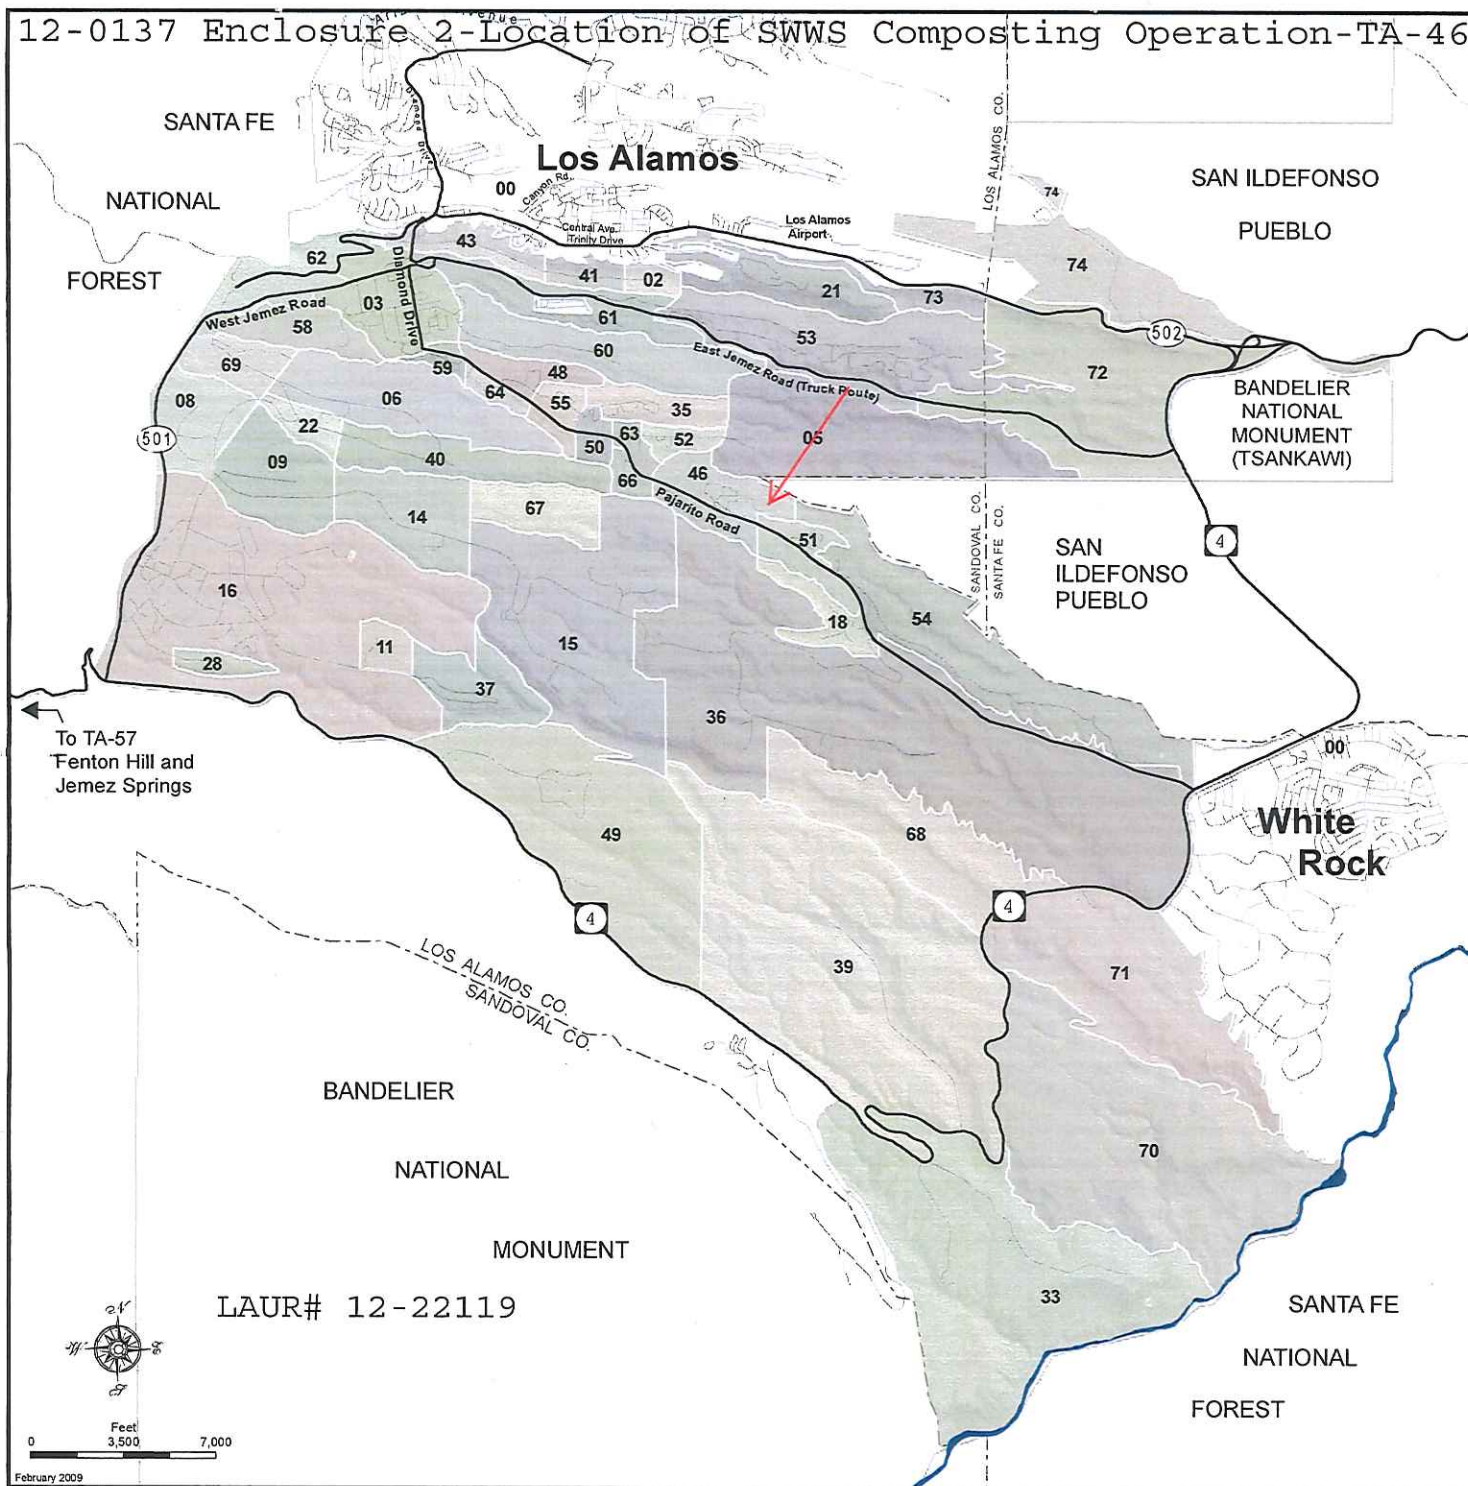 12-0137 Enclosure 2-Location of SWWS Composting Operation-TA-46
SANTA FE
NATIONAL
FOREST
Diamond Drive
Los Alamos
00
Canyon Rd.
Central Ave.
Trinity Drive
Los Alamos
Airport
LOS ALAMOS CO.
SAN ILDEFONSO
PUEBLO
74
74
43
62
41
02
21
73
03
Diamond Drive
West Jemez Road
58
61
53
502
60
East Jemez Road (Truck Route)
72
69
59
48
BANDELIER
NATIONAL
MONUMENT
(TSANKAWI)
08
06
64
55
35
22
501
63
52
05
50
09
40
46
66
67
Pajarito Road
14
51
SANDOVAL CO.
SANTA FE CO.
4
SAN
ILDEFONSO
PUEBLO
16
18
54
11
15
28
37
36
To TA-57
Fenton Hill and
Jemez Springs
00
White
Rock
49
68
4
4
LOS ALAMOS CO.
SANDOVAL CO.
39
71
BANDELIER
NATIONAL
MONUMENT
70
LAUR# 12-22119
33
SANTA FE
NATIONAL
FOREST
N
W
E
S
Feet
0
3,500
7,000
February 2009